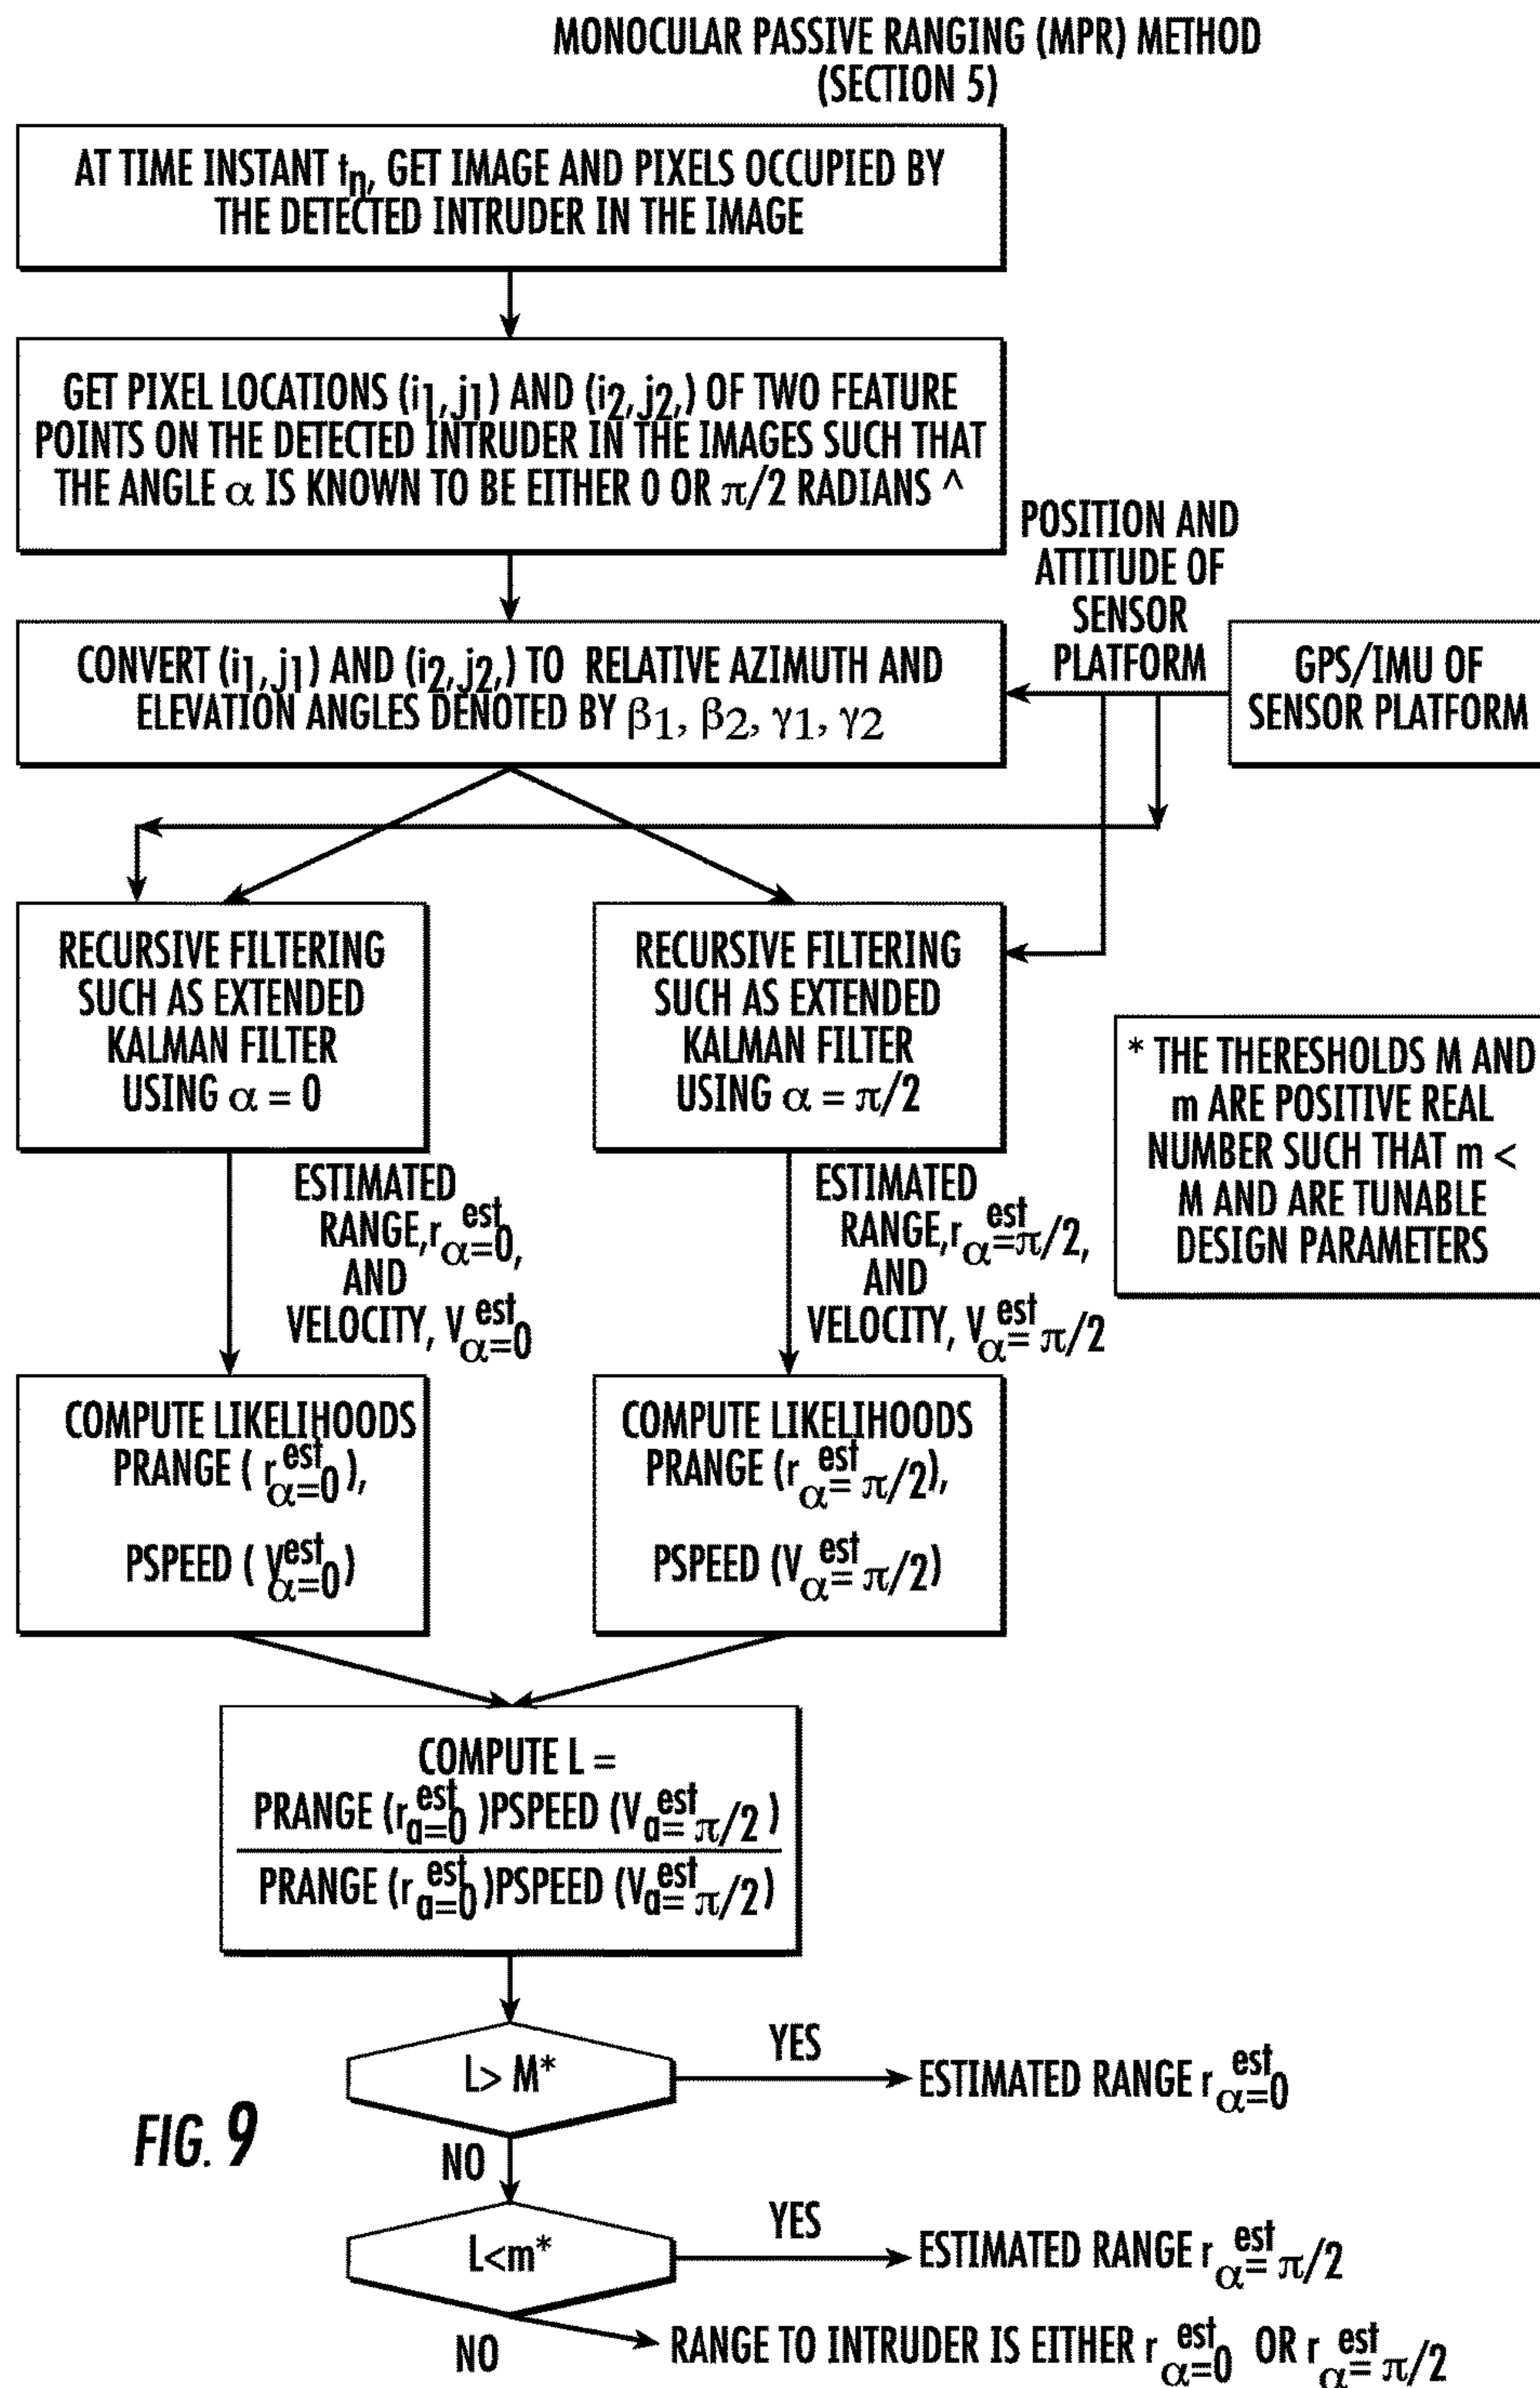 MONOCULAR PASSIVE RANGING (MPR) METHOD
(SECTION 5)
AT TIME INSTANT tn, GET IMAGE AND PIXELS OCCUPIED BY
THE DETECTED INTRUDER IN THE IMAGE
GET PIXEL LOCATIONS (i1, j1) AND (i2, j2,) OF TWO FEATURE
POINTS ON THE DETECTED INTRUDER IN THE IMAGES SUCH THAT
THE ANGLE α IS KNOWN TO BE EITHER 0 OR π/2 RADIANS ^
POSITION AND
ATTITUDE OF
SENSOR
PLATFORM
CONVERT (i1, j1) AND (i2, j2,) TO RELATIVE AZIMUTH AND
ELEVATION ANGLES DENOTED BY β1, β2, γ1, γ2
GPS/IMU OF
SENSOR PLATFORM
RECURSIVE FILTERING
SUCH AS EXTENDED
KALMAN FILTER
USING α = 0
RECURSIVE FILTERING
SUCH AS EXTENDED
KALMAN FILTER
USING α = π/2
* THE THERESHOLDS M AND
m ARE POSITIVE REAL
NUMBER SUCH THAT m <
M AND ARE TUNABLE
DESIGN PARAMETERS
ESTIMATED
RANGE, r est α=0,
AND
VELOCITY, V est α=0
ESTIMATED
RANGE, r est α=π/2,
AND
VELOCITY, V est α= π/2
COMPUTE LIKELIHOODS
PRANGE ( r est α=0 ),
PSPEED ( V est α=0 )
COMPUTE LIKELIHOODS
PRANGE (r est α= π/2),
PSPEED (V est α= π/2)
COMPUTE L =
PRANGE (r est a=0 )PSPEED (V est a= π/2 )
PRANGE (r est a=0 )PSPEED (V est a= π/2)
L> M*
YES
ESTIMATED RANGE r est α=0
FIG. 9
NO
L<m*
YES
ESTIMATED RANGE r est α= π/2
NO
RANGE TO INTRUDER IS EITHER r est α=0 OR r est α= π/2